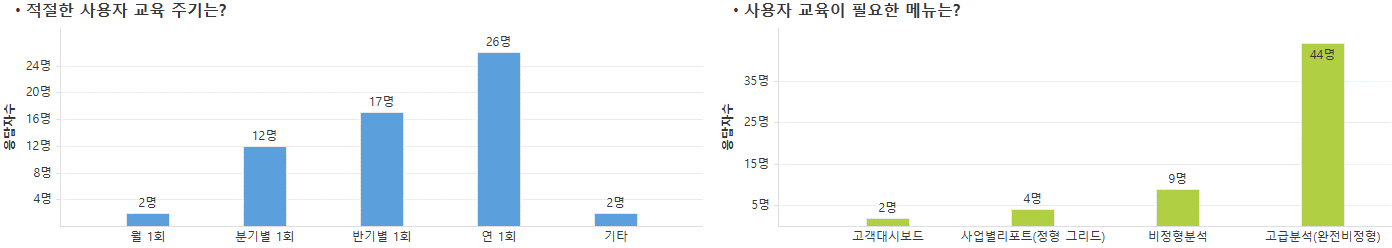 • 적절한 사용자 교육 주기는?
응답자수
24명
20명
16명
12명
8명
4명
2명
12명
17명
26명
2명
월 1회
분기별 1회
반기별 1회
연 1회
기타
• 사용자 교육이 필요한 메뉴는?
응답자수
35명
25명
15명
5명
2명
4명
9명
44명
고객대시보드
사업별리포트(정형 그리드)
비정형분석
고급분석(완전비정형)